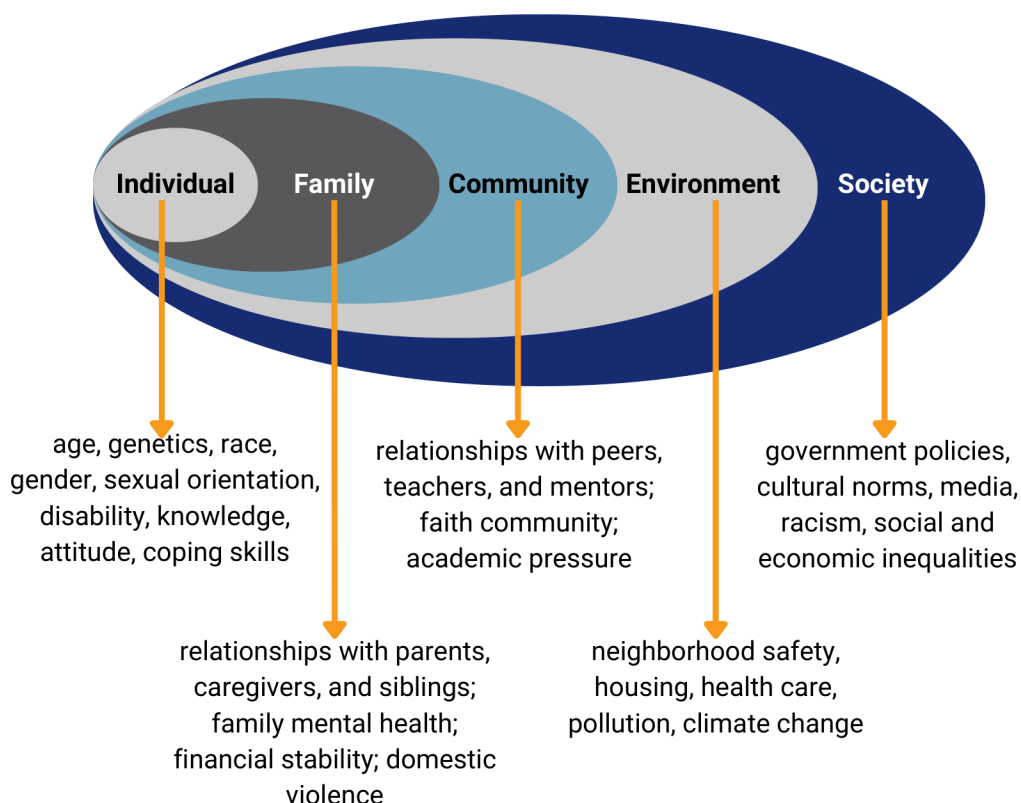 Individual
Family
Community
Environment
Society
age, genetics, race,
gender, sexual orientation,
disability, knowledge,
attitude, coping skills
relationships with peers,
teachers, and mentors;
faith community;
academic pressure
government policies,
cultural norms, media,
racism, social and
economic inequalities
relationships with parents,
caregivers, and siblings;
family mental health;
financial stability; domestic
violence
neighborhood safety,
housing, health care,
pollution, climate change